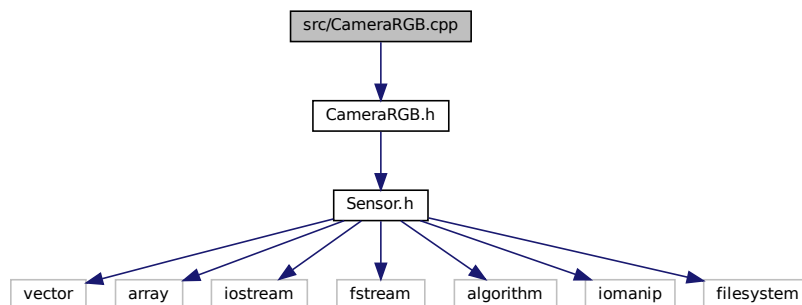 src/CameraRGB.cpp
CameraRGB.h
Sensor.h
vector
array
iostream
fstream
algorithm
iomanip
filesystem